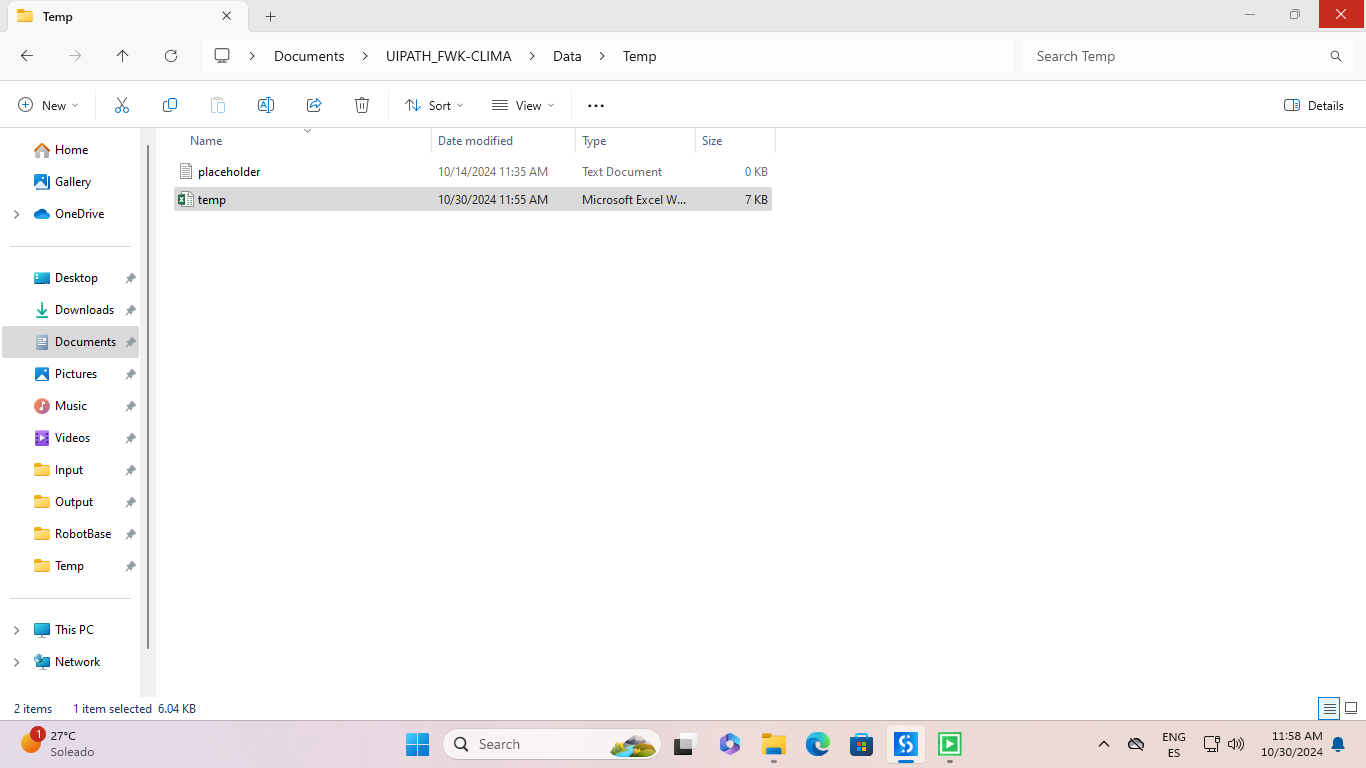 Temp
Documents UIPATH_FWK-CLIMA Data Temp
Search Temp
New
Sort
View
Details
Name Date modified Type Size
placeholder 10/14/2024 11:35 AM Text Document 0 KB
temp 10/30/2024 11:55 AM Microsoft Excel W... 7 KB
Home
Gallery
OneDrive
Desktop
Downloads
Documents
Pictures
Music
Videos
Input
Output
RobotBase
Temp
This PC
Network
2 items 1 item selected 6.04 KB
1
27°C
Soleado
Search
ENG
ES
11:58 AM
10/30/2024